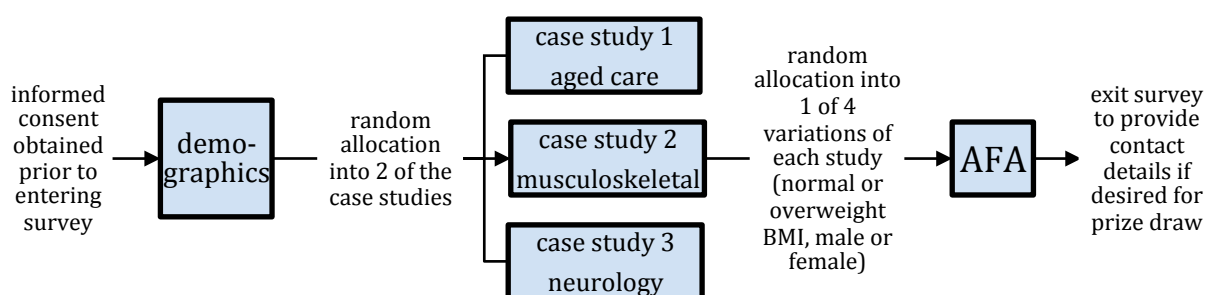 informed
consent
obtained
prior to
entering
survey
demo-
graphics
random
allocation
into 2 of the
case studies
case study 1
aged care
case study 2
musculoskeletal
case study 3
neurology
random
allocation into
1 of 4
variations of
each study
(normal or
overweight
BMI, male or
female)
AFA
exit survey
to provide
contact
details if
desired for
prize draw